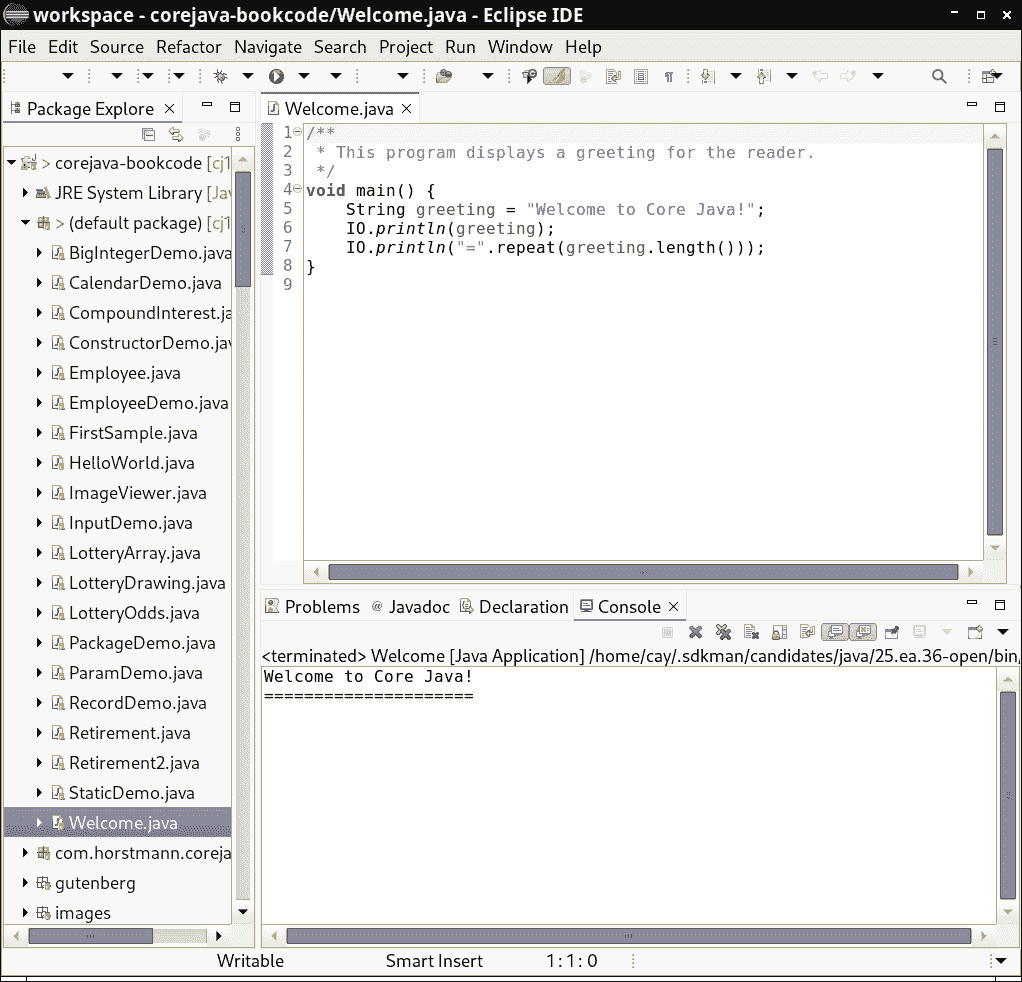 workspace - corejava-bookcode/Welcome.java - Eclipse IDE
File Edit Source Refactor Navigate Search Project Run Window Help
Package Explore
> corejava-bookcode [cj1
JRE System Library [Jav
> (default package) [cj1
BigIntegerDemo.java
CalendarDemo.java
CompoundInterest.ja
ConstructorDemo.jav
Employee.java
EmployeeDemo.java
FirstSample.java
HelloWorld.java
ImageViewer.java
InputDemo.java
LotteryArray.java
LotteryDrawing.java
LotteryOdds.java
PackageDemo.java
ParamDemo.java
RecordDemo.java
Retirement.java
Retirement2.java
StaticDemo.java
Welcome.java
com.horstmann.coreja
gutenberg
images
Welcome.java
1 /**
2  * This program displays a greeting for the reader.
3  */
4 void main() {
5     String greeting = "Welcome to Core Java!";
6     IO.println(greeting);
7     IO.println("=".repeat(greeting.length()));
8 }
9
Problems @ Javadoc Declaration Console
<terminated> Welcome [Java Application] /home/cay/.sdkman/candidates/java/25.ea.36-open/bin/
Welcome to Core Java!
=====================
Writable Smart Insert 1 : 1 : 0